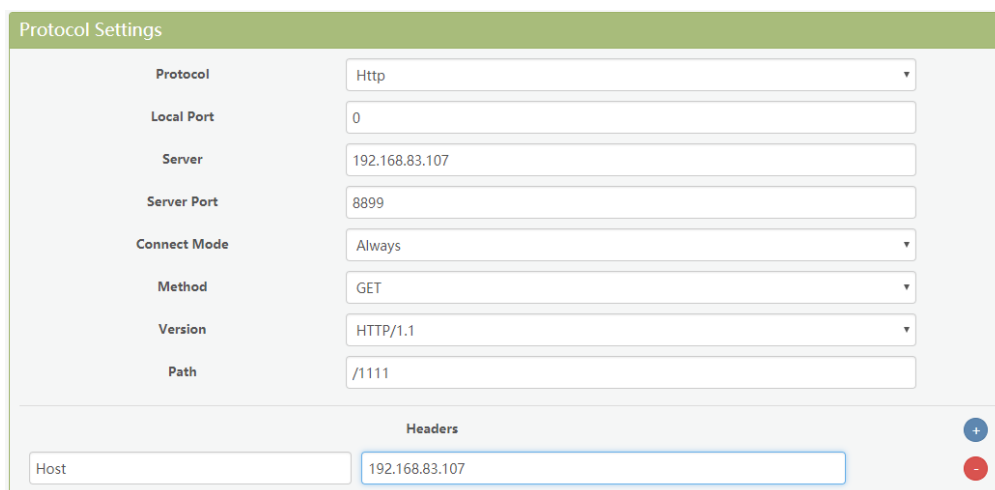 Protocol Settings
Protocol Http
Local Port 0
Server 192.168.83.107
Server Port 8899
Connect Mode Always
Method GET
Version HTTP/1.1
Path /1111
Headers +
Host 192.168.83.107 -